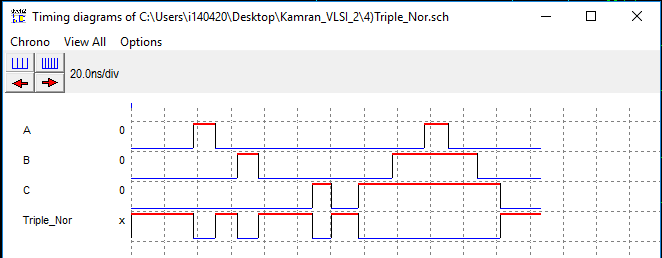 Timing diagrams of C:\Users\i140420\Desktop\Kamran_VLSI_2\4)Triple_Nor.sch
Chrono View All Options
20.0ns/div
A 0
B 0
C 0
Triple_Nor x